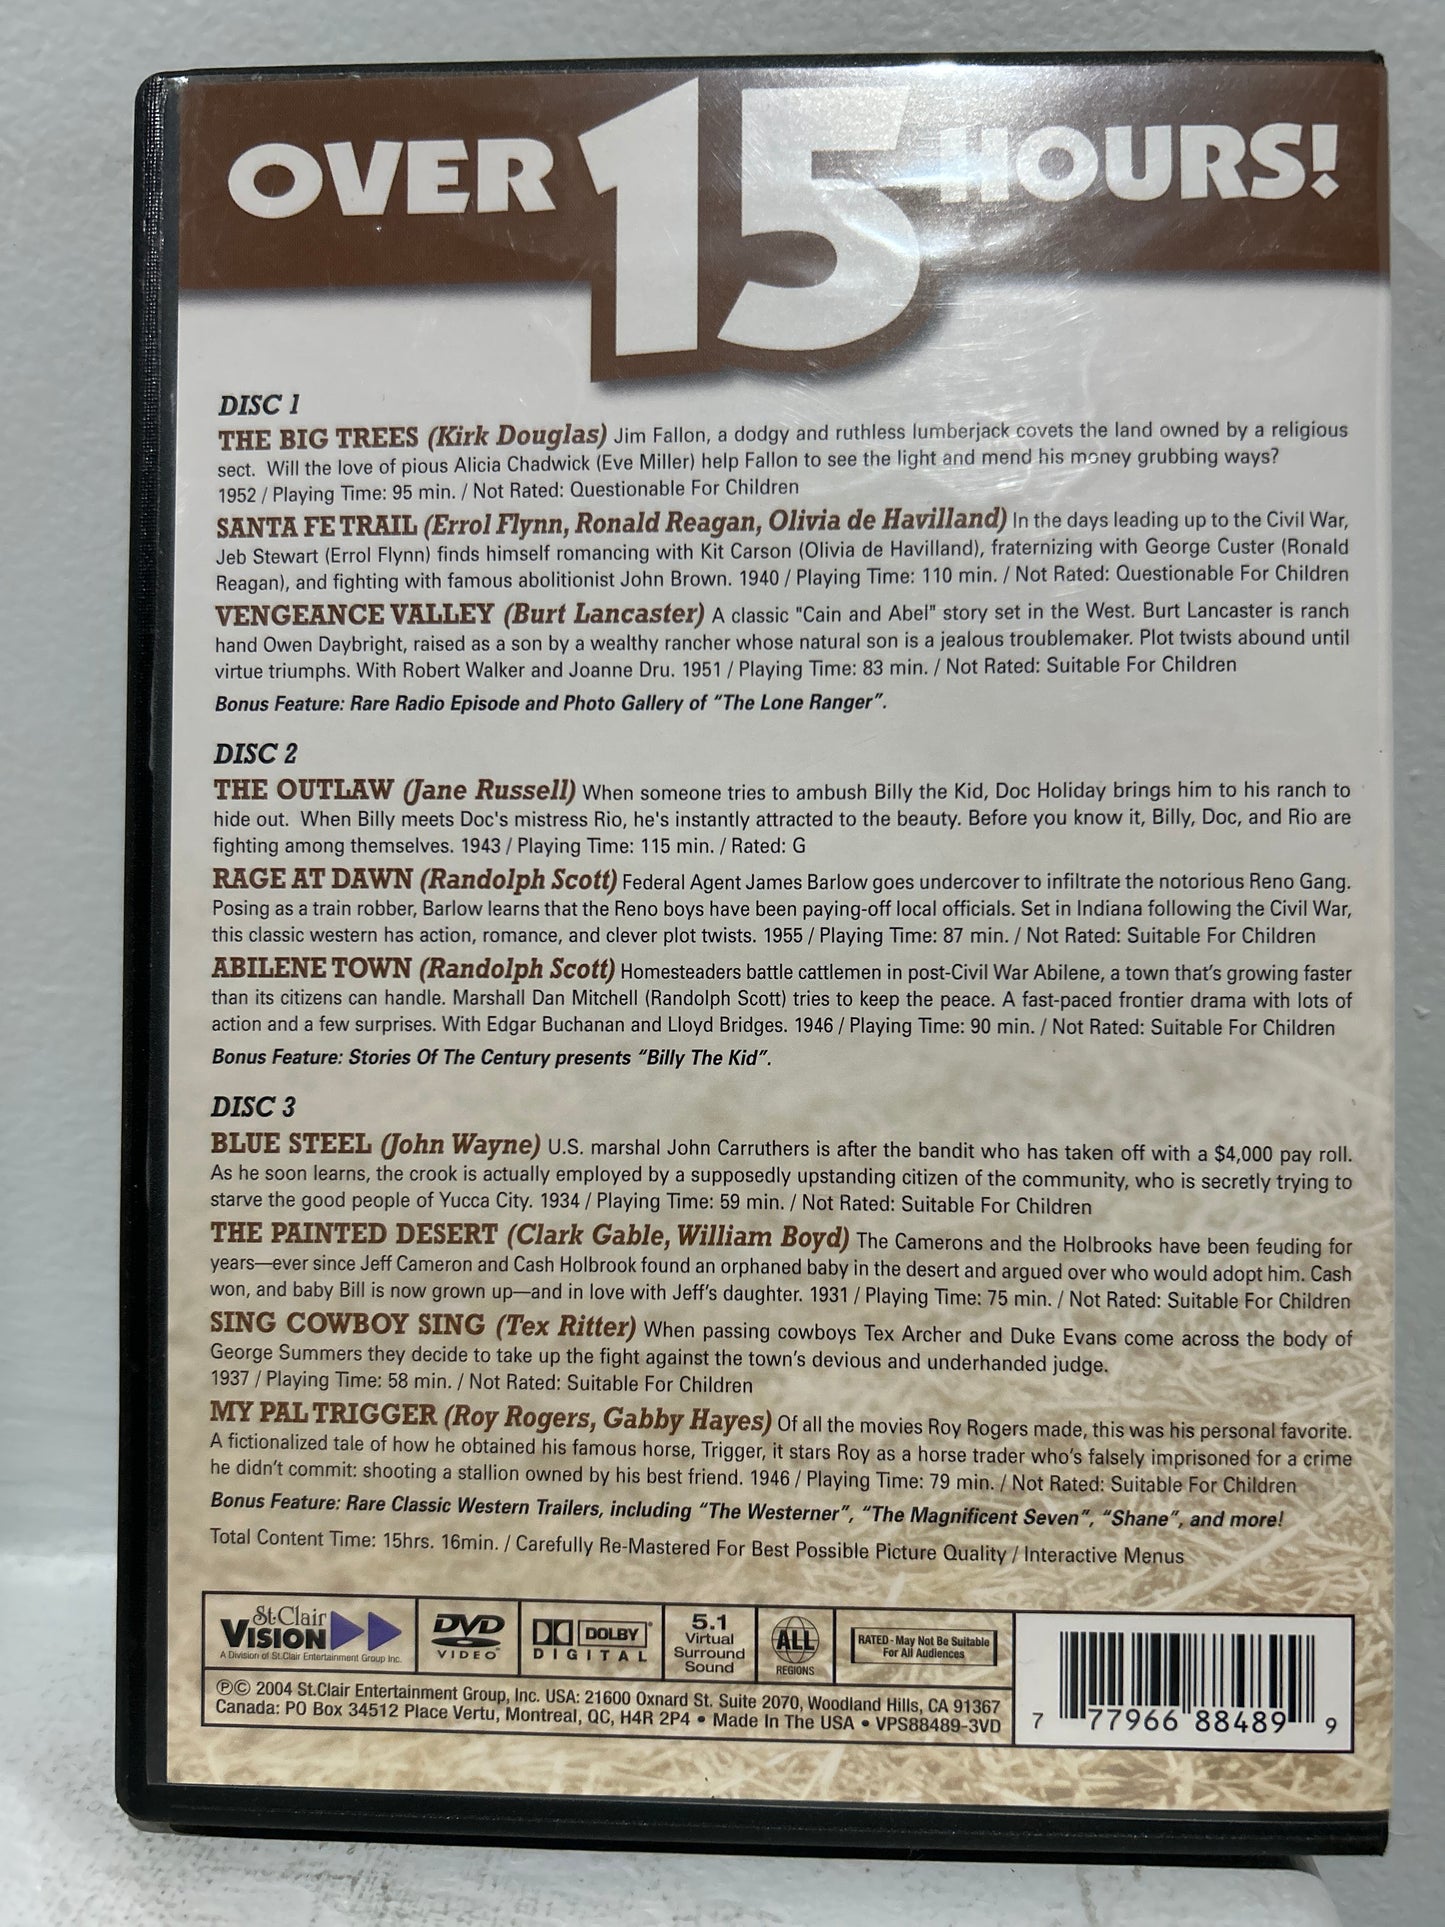 OVER 15 HOURS!
DISC 1
THE BIG TREES (Kirk Douglas) Jim Fallon, a dodgy and ruthless lumberjack covets the land owned by a religious
sect. Will the love of pious Alicia Chadwick (Eve Miller) help Fallon to see the light and mend his money grubbing ways?
1952 / Playing Time: 95 min. / Not Rated: Questionable For Children
SANTA FE TRAIL (Errol Flynn, Ronald Reagan, Olivia de Havilland) In the days leading up to the Civil War,
Jeb Stewart (Errol Flynn) finds himself romancing with Kit Carson (Olivia de Havilland), fraternizing with George Custer (Ronald
Reagan), and fighting with famous abolitionist John Brown. 1940 / Playing Time: 110 min. / Not Rated: Questionable For Children
VENGEANCE VALLEY (Burt Lancaster) A classic "Cain and Abel" story set in the West. Burt Lancaster is ranch
hand Owen Daybright, raised as a son by a wealthy rancher whose natural son is a jealous troublemaker. Plot twists abound until
virtue triumphs. With Robert Walker and Joanne Dru. 1951 / Playing Time: 83 min. / Not Rated: Suitable For Children
Bonus Feature: Rare Radio Episode and Photo Gallery of “The Lone Ranger”.
DISC 2
THE OUTLAW (Jane Russell) When someone tries to ambush Billy the Kid, Doc Holiday brings him to his ranch to
hide out. When Billy meets Doc's mistress Rio, he's instantly attracted to the beauty. Before you know it, Billy, Doc, and Rio are
fighting among themselves. 1943 / Playing Time: 115 min. / Rated: G
RAGE AT DAWN (Randolph Scott) Federal Agent James Barlow goes undercover to infiltrate the notorious Reno Gang.
Posing as a train robber, Barlow learns that the Reno boys have been paying-off local officials. Set in Indiana following the Civil War,
this classic western has action, romance, and clever plot twists. 1955 / Playing Time: 87 min. / Not Rated: Suitable For Children
ABILENE TOWN (Randolph Scott) Homesteaders battle cattlemen in post-Civil War Abilene, a town that’s growing faster
than its citizens can handle. Marshall Dan Mitchell (Randolph Scott) tries to keep the peace. A fast-paced frontier drama with lots of
action and a few surprises. With Edgar Buchanan and Lloyd Bridges. 1946 / Playing Time: 90 min. / Not Rated: Suitable For Children
Bonus Feature: Stories Of The Century presents “Billy The Kid”.
DISC 3
BLUE STEEL (John Wayne) U.S. marshal John Carruthers is after the bandit who has taken off with a $4,000 pay roll.
As he soon learns, the crook is actually employed by a supposedly upstanding citizen of the community, who is secretly trying to
starve the good people of Yucca City. 1934 / Playing Time: 59 min. / Not Rated: Suitable For Children
THE PAINTED DESERT (Clark Gable, William Boyd) The Camerons and the Holbrooks have been feuding for
years—ever since Jeff Cameron and Cash Holbrook found an orphaned baby in the desert and argued over who would adopt him. Cash
won, and baby Bill is now grown up—and in love with Jeff’s daughter. 1931 / Playing Time: 75 min. / Not Rated: Suitable For Children
SING COWBOY SING (Tex Ritter) When passing cowboys Tex Archer and Duke Evans come across the body of
George Summers they decide to take up the fight against the town’s devious and underhanded judge.
1937 / Playing Time: 58 min. / Not Rated: Suitable For Children
MY PAL TRIGGER (Roy Rogers, Gabby Hayes) Of all the movies Roy Rogers made, this was his personal favorite.
A fictionalized tale of how he obtained his famous horse, Trigger, it stars Roy as a horse trader who’s falsely imprisoned for a crime
he didn’t commit: shooting a stallion owned by his best friend. 1946 / Playing Time: 79 min. / Not Rated: Suitable For Children
Bonus Feature: Rare Classic Western Trailers, including “The Westerner”, “The Magnificent Seven”, “Shane”, and more!
Total Content Time: 15hrs. 16min. / Carefully Re-Mastered For Best Possible Picture Quality / Interactive Menus
St.Clair
VISION
A Division of St.Clair Entertainment Group Inc.
DVD
VIDEO
DOLBY
DIGITAL
5.1
Virtual
Surround
Sound
ALL
REGIONS
RATED - May Not Be Suitable
For All Audiences
℗© 2004 St.Clair Entertainment Group, Inc. USA: 21600 Oxnard St. Suite 2070, Woodland Hills, CA 91367
Canada: PO Box 34512 Place Vertu, Montreal, QC, H4R 2P4 • Made In The USA • VPS88489-3VD
7 77966 88489 9